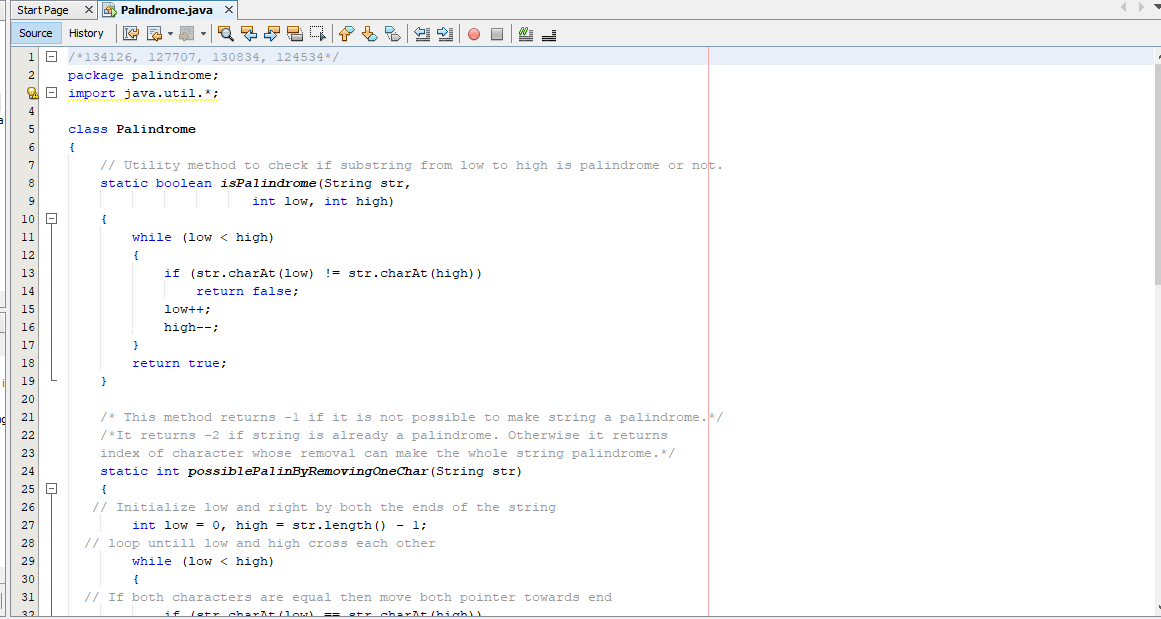 Start Page
Palindrome.java
Source
History
1 /*134126, 127707, 130834, 124534*/
2 package palindrome;
import java.util.*;
4
5 class Palindrome
6 {
7 // Utility method to check if substring from low to high is palindrome or not.
8 static boolean isPalindrome(String str,
9 int low, int high)
10 {
11 while (low < high)
12 {
13 if (str.charAt(low) != str.charAt(high))
14 return false;
15 low++;
16 high--;
17 }
18 return true;
19 }
20
21 /* This method returns -1 if it is not possible to make string a palindrome.*/
22 /*It returns -2 if string is already a palindrome. Otherwise it returns
23 index of character whose removal can make the whole string palindrome.*/
24 static int possiblePalinByRemovingOneChar(String str)
25 {
26 // Initialize low and right by both the ends of the string
27 int low = 0, high = str.length() - 1;
28 // loop untill low and high cross each other
29 while (low < high)
30 {
31 // If both characters are equal then move both pointer towards end
32 if (str.charAt(low) == str.charAt(high))